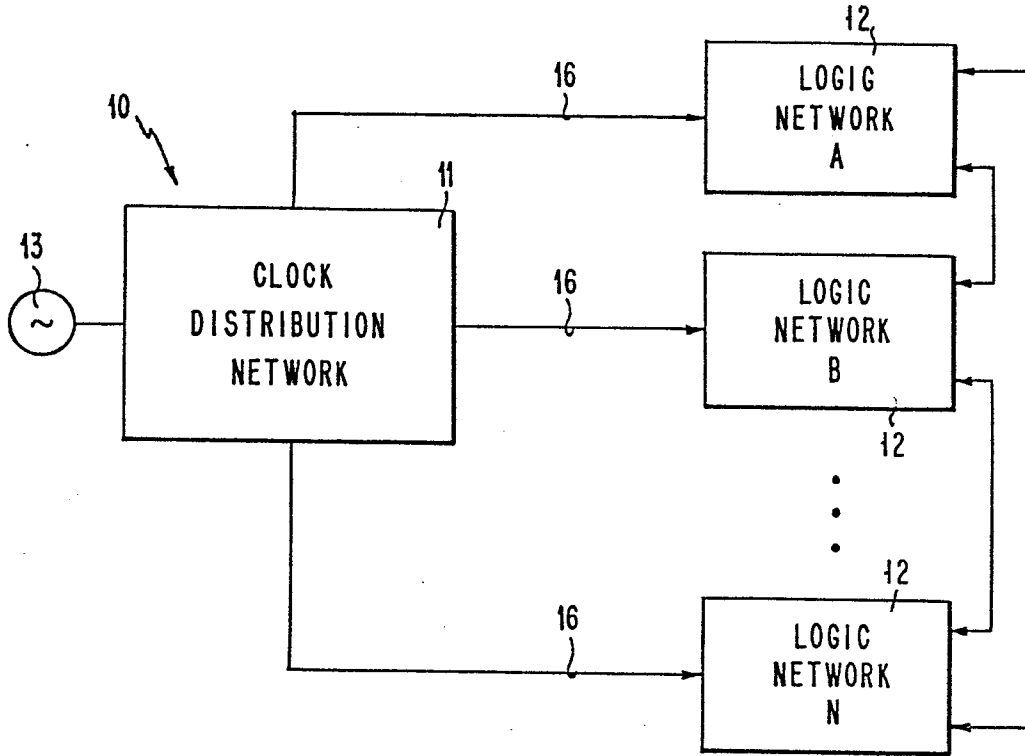 12
LOGIG
NETWORK
A
16
10
11
13
~
CLOCK
DISTRIBUTION
NETWORK
16
LOGIC
NETWORK
B
12
12
16
LOGIC
NETWORK
N